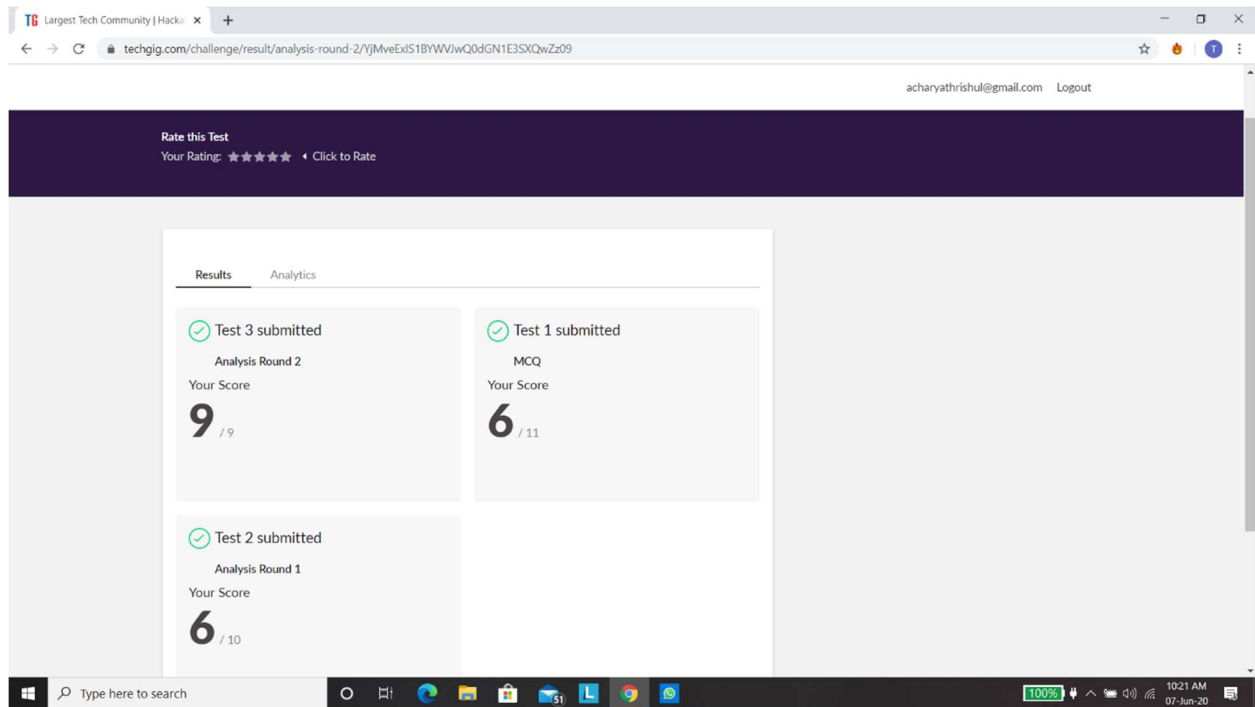 TG Largest Tech Community | Hacka
techgig.com/challenge/result/analysis-round-2/YjMveExIS1BYWVJwQ0dGN1E3SXQwZz09
T
acharyathrishul@gmail.com Logout
Rate this Test
Your Rating: Click to Rate
Results Analytics
Test 3 submitted
Analysis Round 2
Your Score
9 / 9
Test 1 submitted
MCQ
Your Score
6 / 11
Test 2 submitted
Analysis Round 1
Your Score
6 / 10
Type here to search
51
L
100%
10:21 AM
07-Jun-20